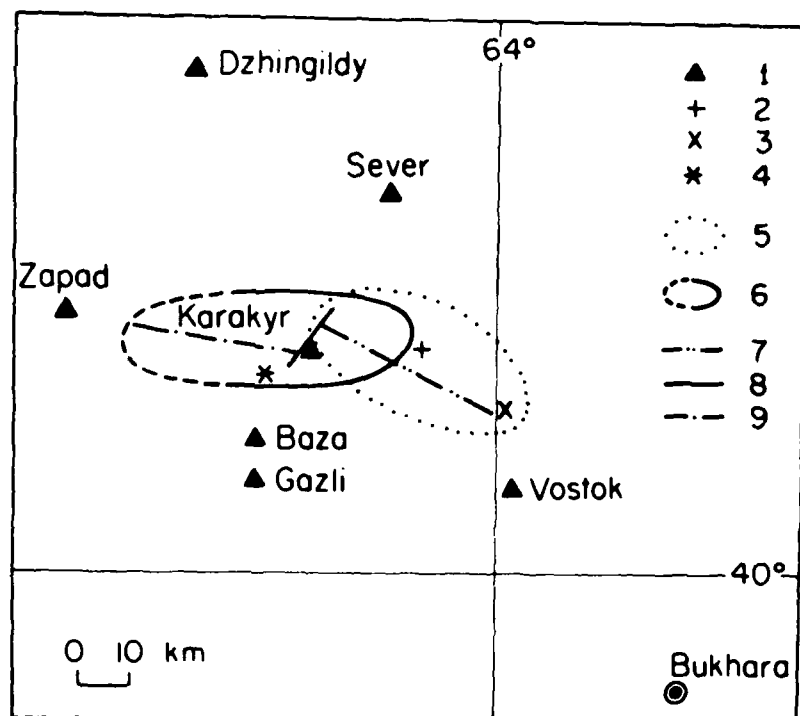 64°
Dzhingildy
Sever
Zapad
Karakyr
Baza
Gazli
Vostok
40°
0 10 km
Bukhara
1
2
3
4
5
6
7
8
9